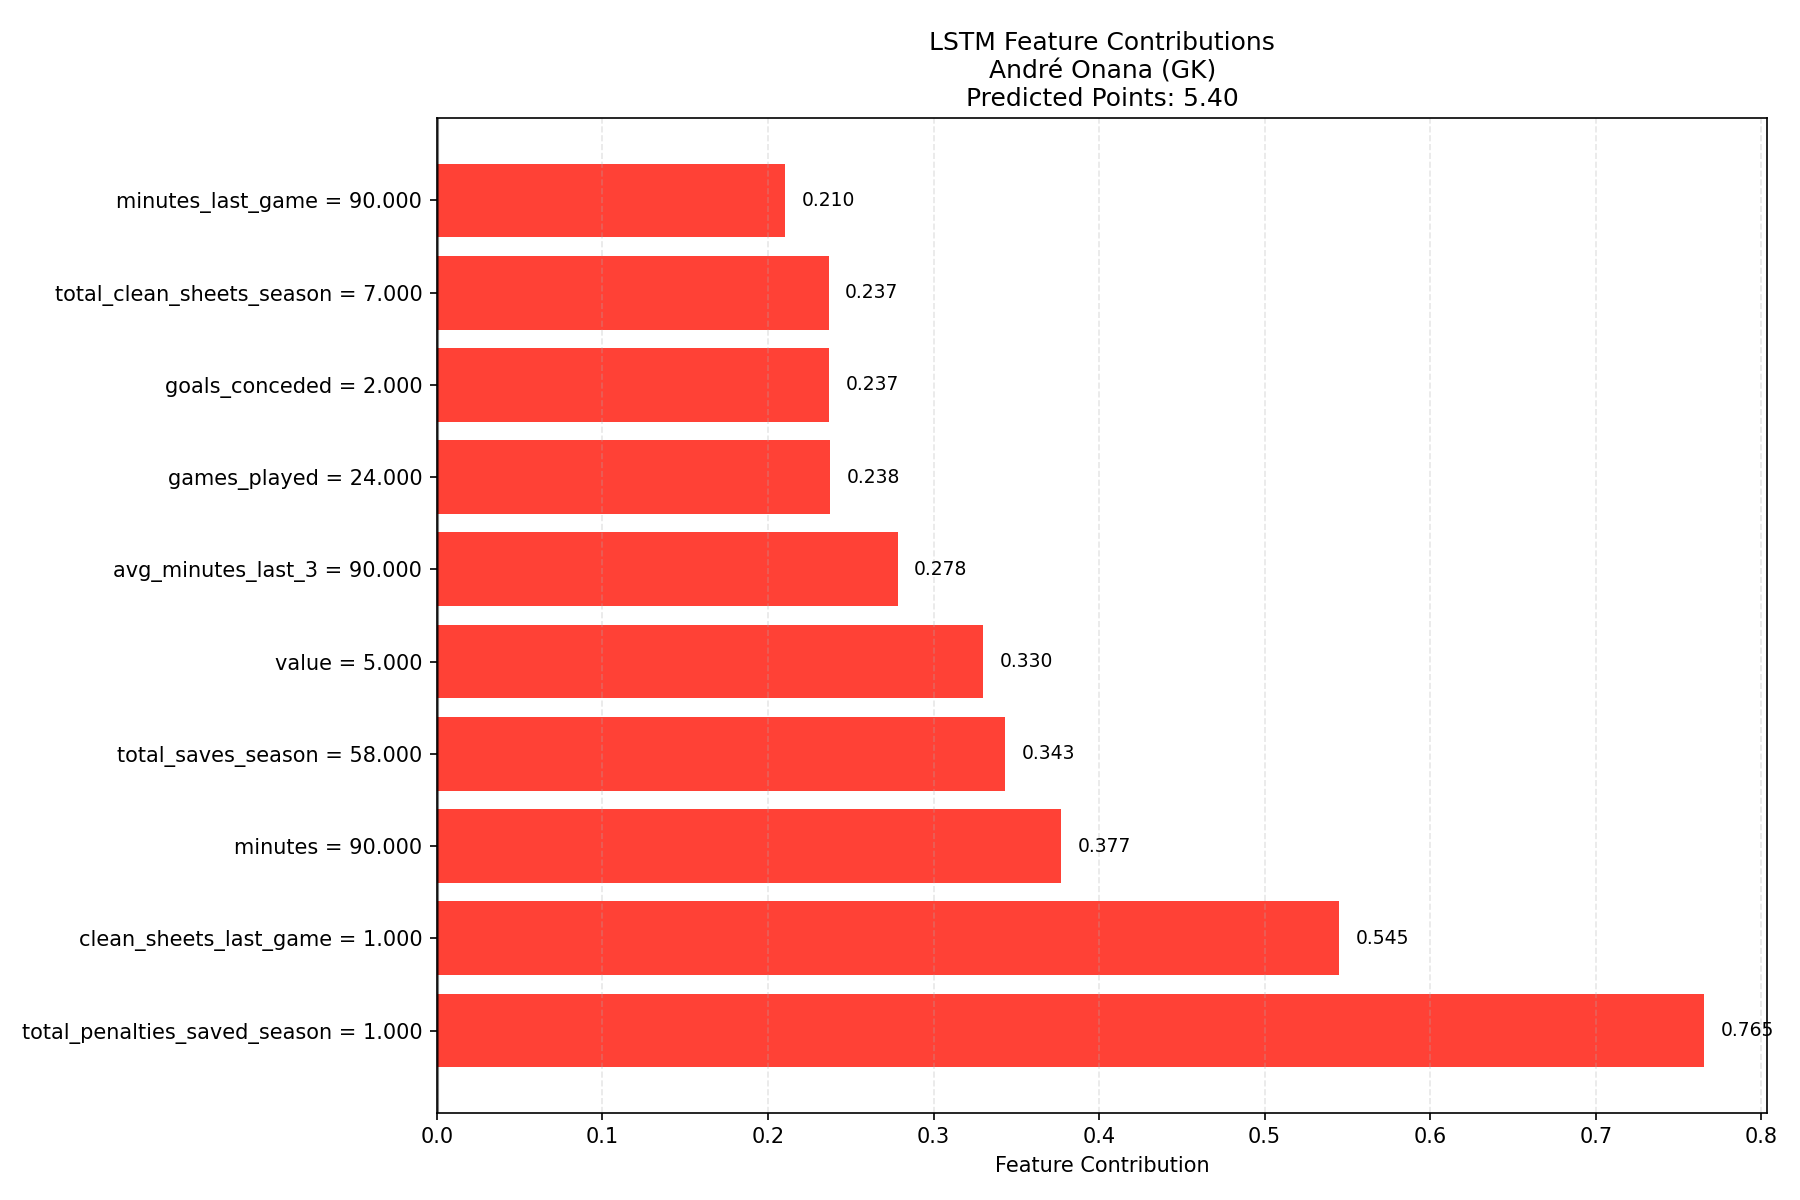 LSTM Feature Contributions
André Onana (GK)
Predicted Points: 5.40
minutes_last_game = 90.000
0.210
total_clean_sheets_season = 7.000
0.237
goals_conceded = 2.000
0.237
games_played = 24.000
0.238
avg_minutes_last_3 = 90.000
0.278
value = 5.000
0.330
total_saves_season = 58.000
0.343
minutes = 90.000
0.377
clean_sheets_last_game = 1.000
0.545
total_penalties_saved_season = 1.000
0.765
0.0 0.1 0.2 0.3 0.4 0.5 0.6 0.7 0.8
Feature Contribution